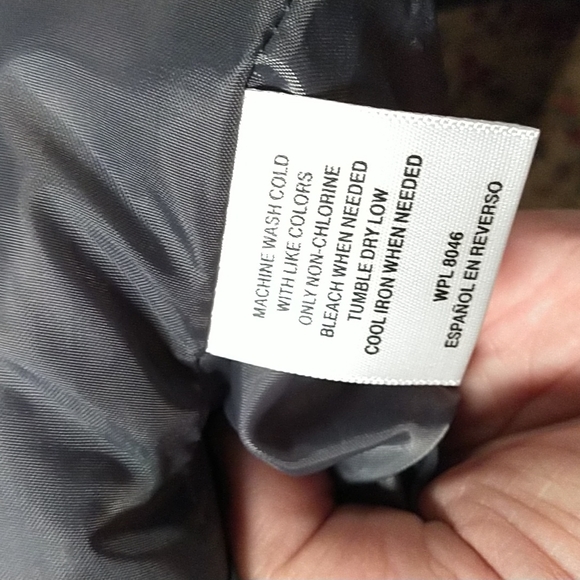 MACHINE WASH COLD
WITH LIKE COLORS
ONLY NON-CHLORINE
BLEACH WHEN NEEDED
TUMBLE DRY LOW
COOL IRON WHEN NEEDED
WPL 8046
ESPAÑOL EN REVERSO